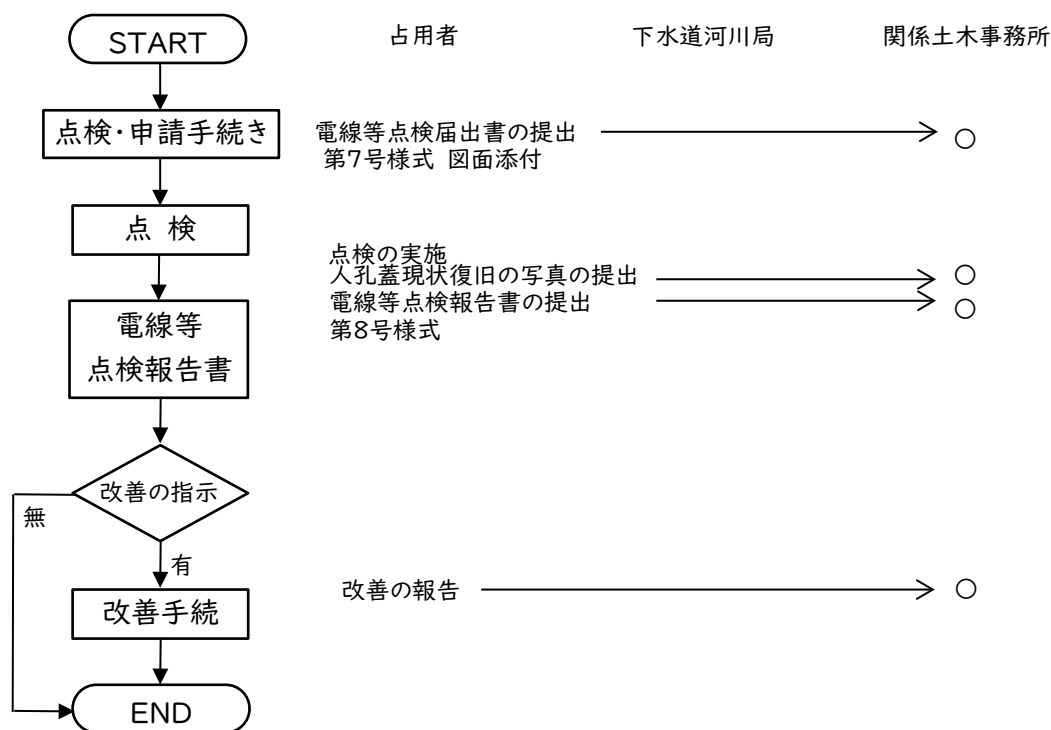 START
占用者
下水道河川局
関係土木事務所
点検・申請手続き
電線等点検届出書の提出
第7号様式 図面添付
○
点 検
点検の実施
人孔蓋現状復旧の写真の提出
○
電線等点検報告書の提出
○
第8号様式
電線等
点検報告書
改善の指示
無
有
改善手続
改善の報告
○
END